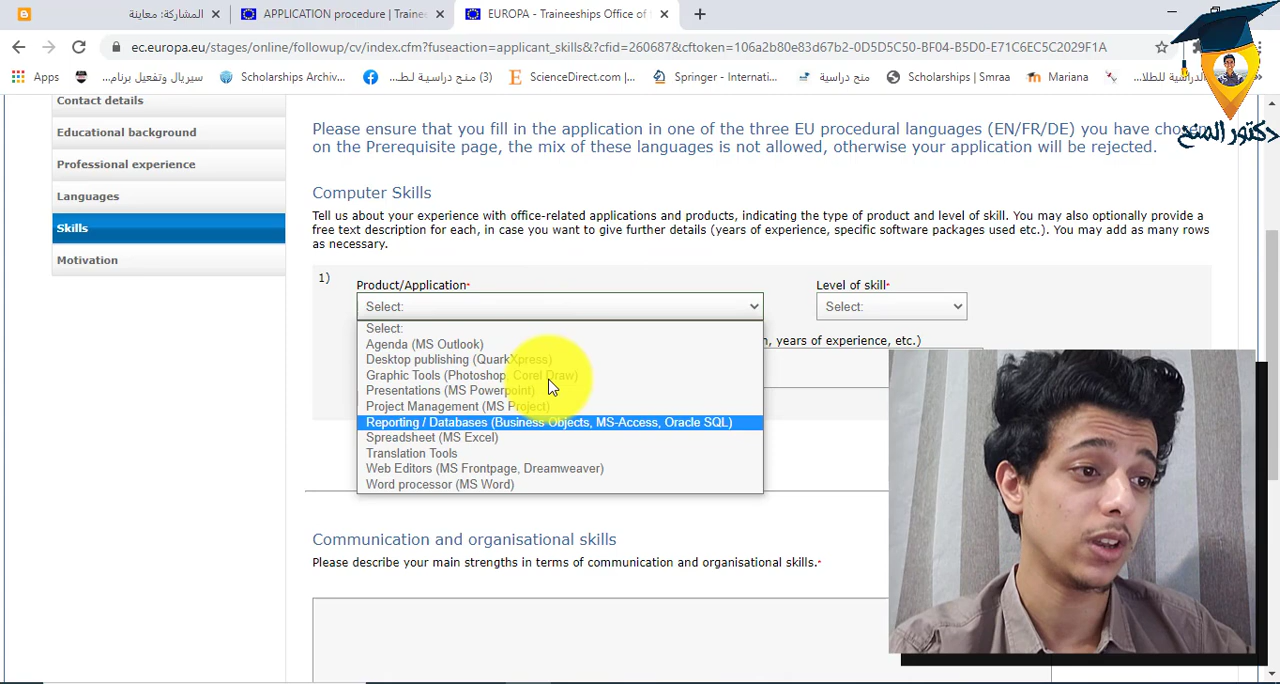 المشاركة: معاينة
APPLICATION procedure | Trainee
EUROPA - Traineeships Office of
ec.europa.eu/stages/online/followup/cv/index.cfm?fuseaction=applicant_skills&?cfid=260687&cftoken=106a2b80e83d67b2-0D5D5C50-BF04-B5D0-E71C6EC5C2029F1A
Apps
سيريال وتفعيل برنام...
Scholarships Archiv...
(3) منح دراسية لـط...
ScienceDirect.com |...
Springer - Internati...
منح دراسية
Scholarships | Smraa
Mariana
الدراسية للطلا...
دكتور المنح
Contact details
Educational background
Professional experience
Languages
Skills
Motivation
Please ensure that you fill in the application in one of the three EU procedural languages (EN/FR/DE) you have chosen
on the Prerequisite page, the mix of these languages is not allowed, otherwise your application will be rejected.
Computer Skills
Tell us about your experience with office-related applications and products, indicating the type of product and level of skill. You may also optionally provide a
free text description for each, in case you want to give further details (years of experience, specific software packages used etc.). You may add as many rows
as necessary.
1)
Product/Application*
Level of skill*
Select:
Select:
Select:
Agenda (MS Outlook)
n, years of experience, etc.)
Desktop publishing (QuarkXpress)
Graphic Tools (Photoshop, Corel Draw)
Presentations (MS Powerpoint)
Project Management (MS Project)
Reporting / Databases (Business Objects, MS-Access, Oracle SQL)
Spreadsheet (MS Excel)
Translation Tools
Web Editors (MS Frontpage, Dreamweaver)
Word processor (MS Word)
Communication and organisational skills
Please describe your main strengths in terms of communication and organisational skills.*